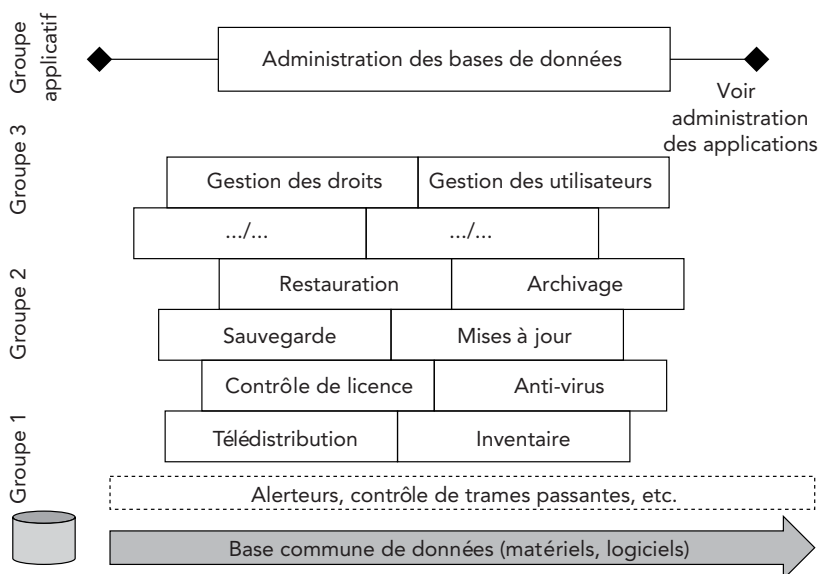 Groupe
applicatif
Administration des bases de données
Voir
administration
des applications
Groupe 3
Gestion des droits
Gestion des utilisateurs
.../...
.../...
Groupe 2
Restauration
Archivage
Sauvegarde
Mises à jour
Contrôle de licence
Anti-virus
Groupe 1
Télédistribution
Inventaire
Alerteurs, contrôle de trames passantes, etc.
Base commune de données (matériels, logiciels)